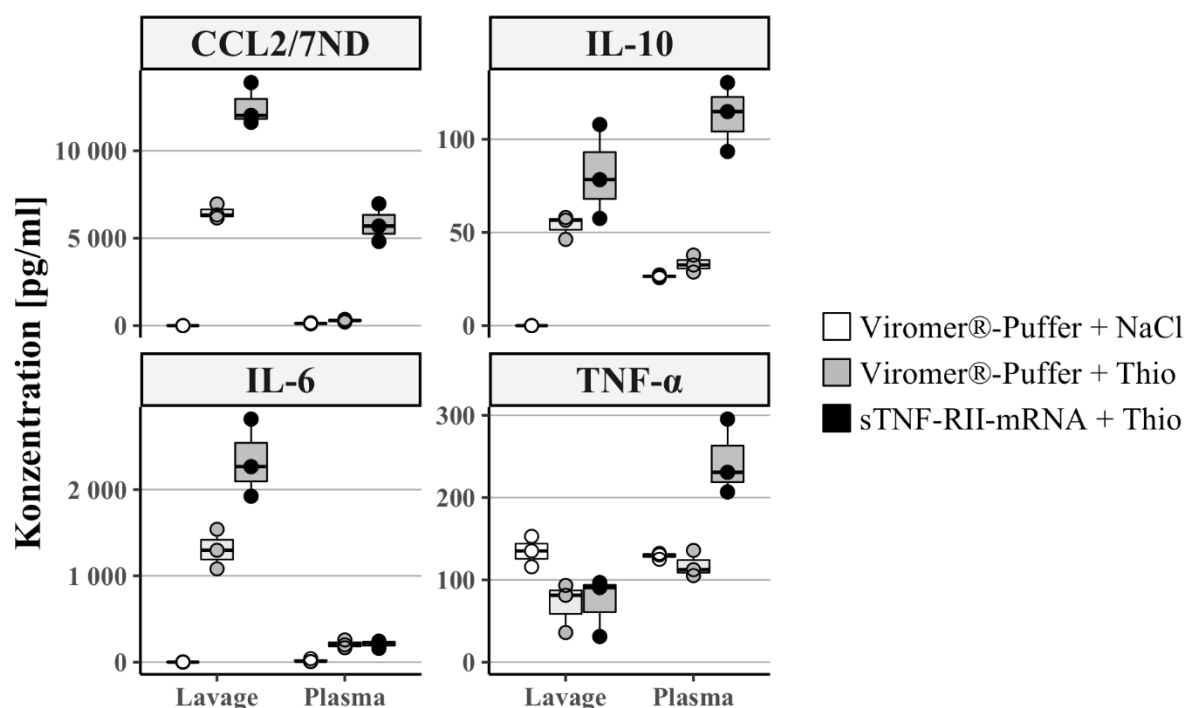 CCL2/7ND
IL-10
Konzentration [pg/ml]
10 000
5 000
0
100
50
0
IL-6
TNF-α
2 000
1 000
0
300
200
100
0
Lavage
Plasma
Lavage
Plasma
Viromer®-Puffer + NaCl
Viromer®-Puffer + Thio
sTNF-RII-mRNA + Thio